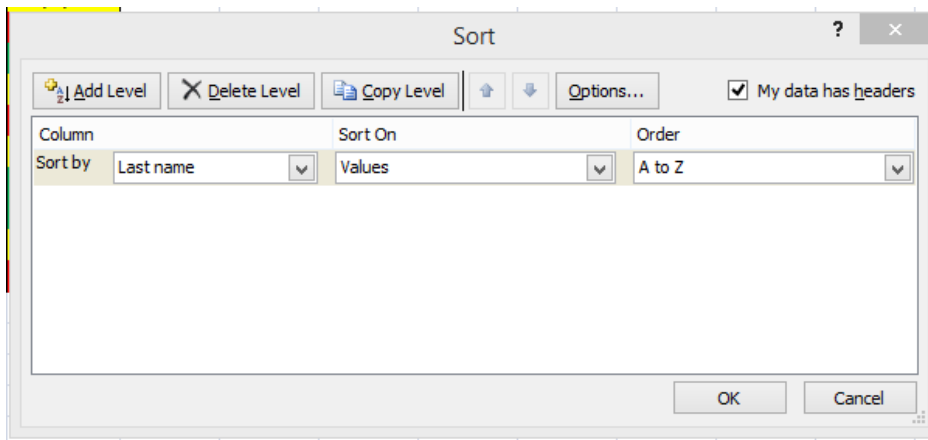 Sort
?
Add Level Delete Level Copy Level Options... My data has headers
Column Sort On Order
Sort by Last name Values A to Z
OK Cancel